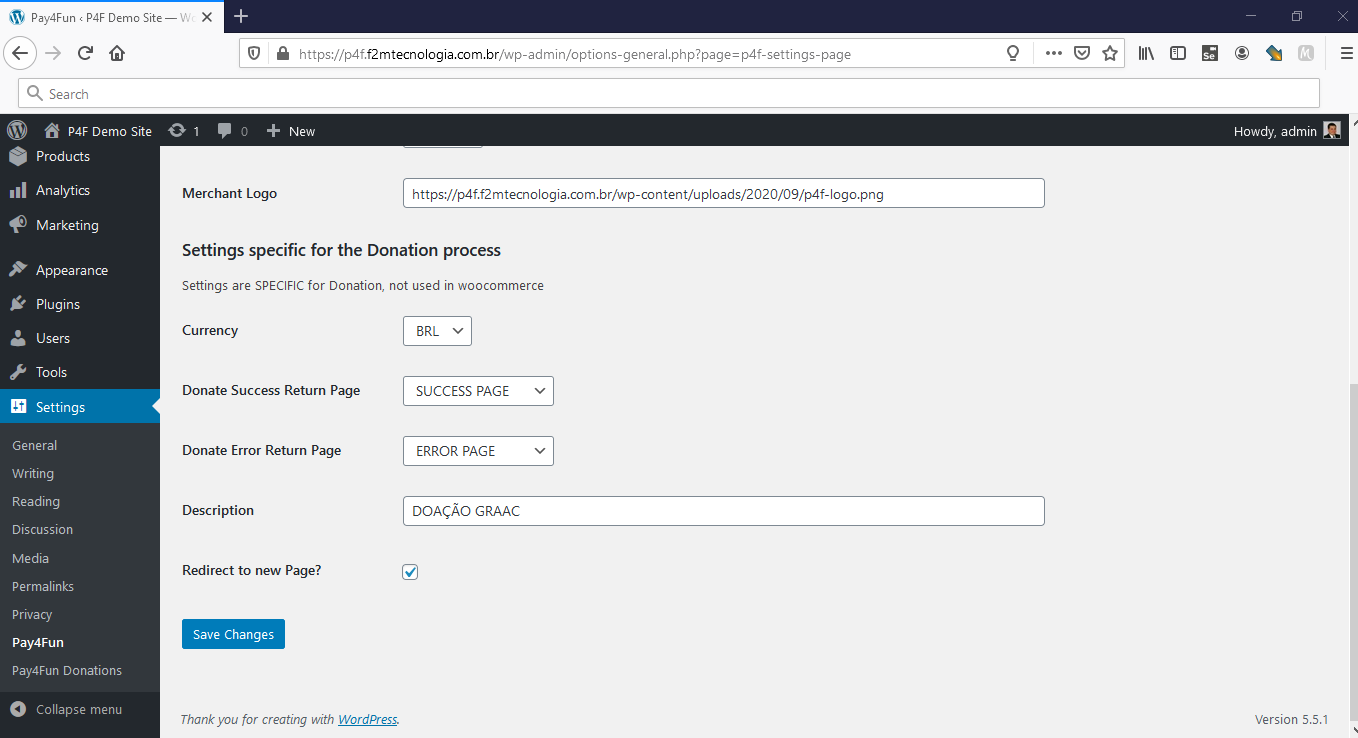 Pay4Fun ‹ P4F Demo Site — Wo
https://p4f.f2mtecnologia.com.br/wp-admin/options-general.php?page=p4f-settings-page
Search
P4F Demo Site 1 0 New Howdy, admin
Products
Analytics
Marketing
Appearance
Plugins
Users
Tools
Settings
General
Writing
Reading
Discussion
Media
Permalinks
Privacy
Pay4Fun
Pay4Fun Donations
Collapse menu
Merchant Logo https://p4f.f2mtecnologia.com.br/wp-content/uploads/2020/09/p4f-logo.png
Settings specific for the Donation process
Settings are SPECIFIC for Donation, not used in woocommerce
Currency BRL
Donate Success Return Page SUCCESS PAGE
Donate Error Return Page ERROR PAGE
Description DOAÇÃO GRAAC
Redirect to new Page?
Save Changes
Thank you for creating with WordPress. Version 5.5.1